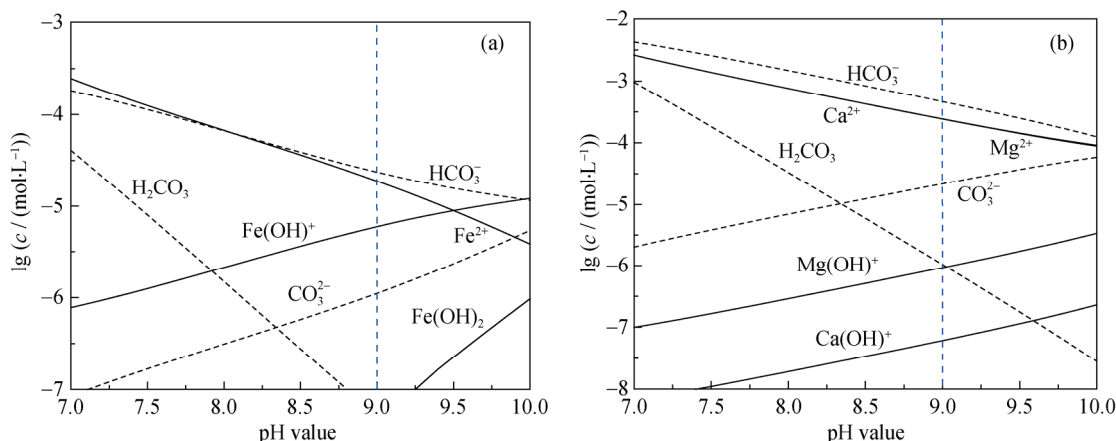 (a)
lg (c / (mol·L⁻¹))
−3
−4
−5
−6
−7
HCO₃⁻
H₂CO₃
Fe(OH)⁺
Fe²⁺
CO₃²⁻
Fe(OH)₂
7.0 7.5 8.0 8.5 9.0 9.5 10.0
pH value
(b)
lg (c / (mol·L⁻¹))
−2
−3
−4
−5
−6
−7
−8
HCO₃⁻
Ca²⁺
H₂CO₃
Mg²⁺
CO₃²⁻
Mg(OH)⁺
Ca(OH)⁺
7.0 7.5 8.0 8.5 9.0 9.5 10.0
pH value